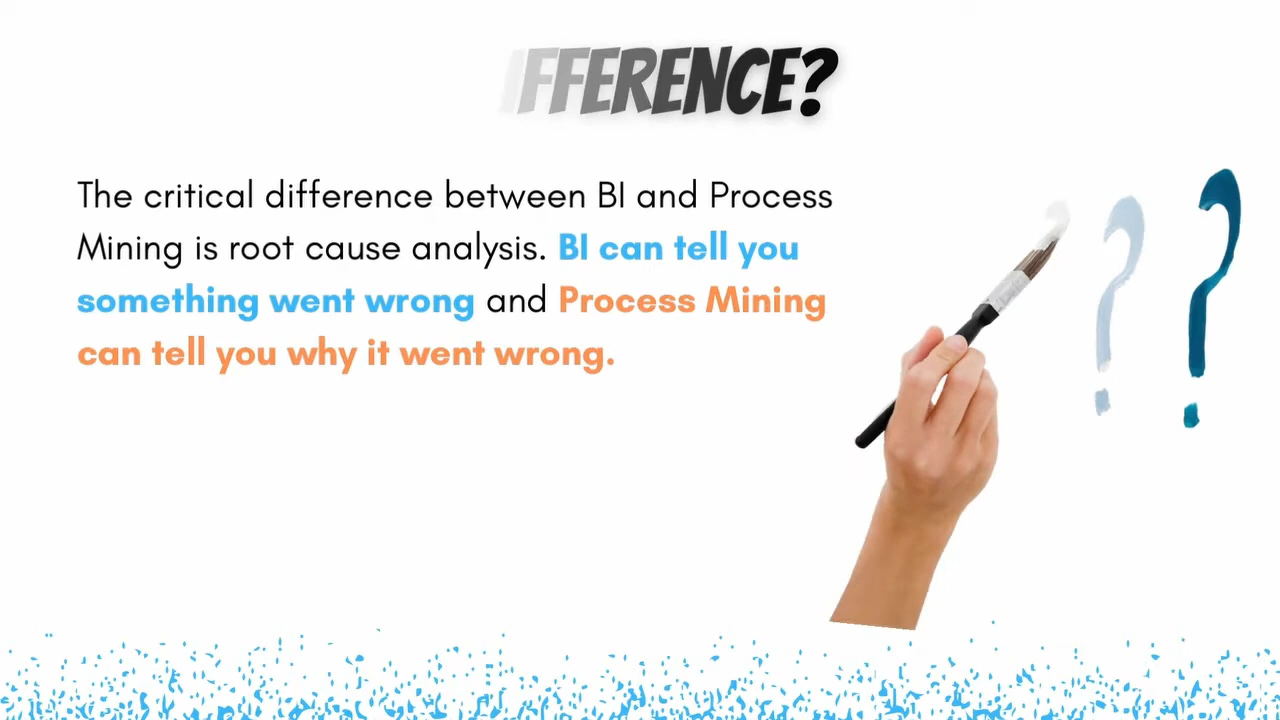 IFFERENCE?
The critical difference between BI and Process
Mining is root cause analysis. BI can tell you
something went wrong and Process Mining
can tell you why it went wrong.
? ?